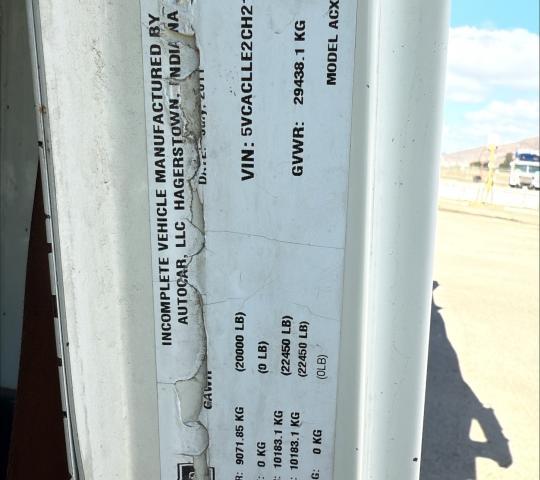 INCOMPLETE VEHICLE MANUFACTURED BY
AUTOCAR, LLC HAGERSTOWN, INDIANA
GAWR
R: 9071.85 KG (20000 LB)
: 0 KG (0 LB)
: 10183.1 KG (22450 LB)
: 10183.1 KG (22450 LB)
G: 0 KG (0LB)
VIN: 5VCACLLE2CH2
GVWR: 29438.1 KG
MODEL ACX